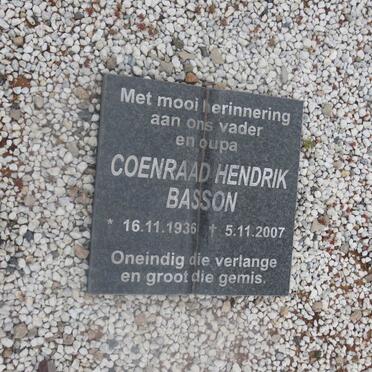 Met mooi herinnering
aan ons vader
en oupa
COENRAAD HENDRIK
BASSON
* 16.11.1936 † 5.11.2007
Oneindig die verlange
en groot die gemis.